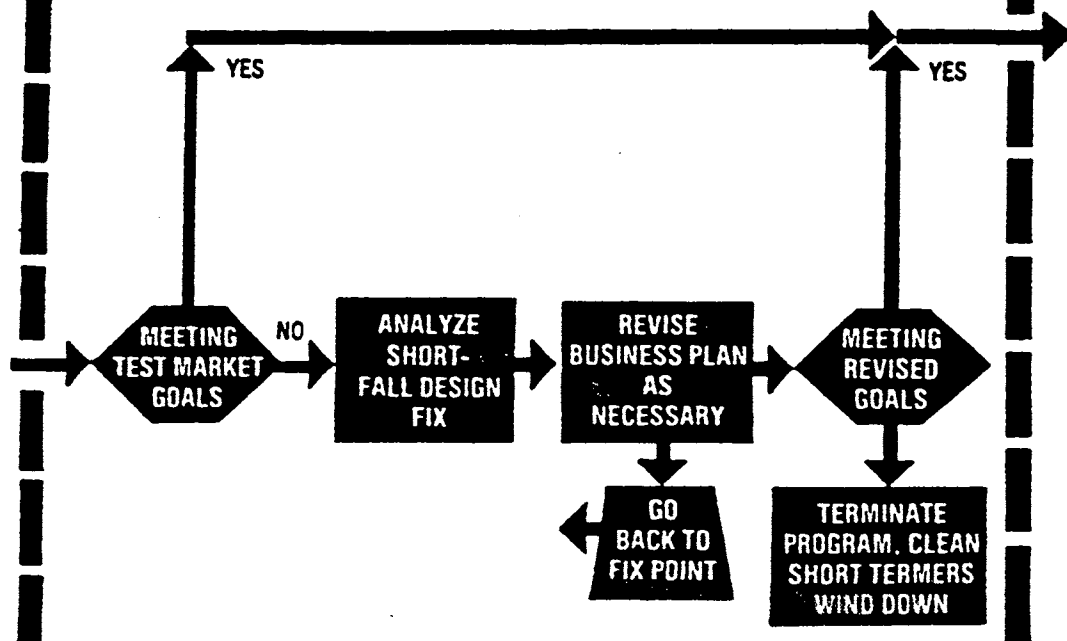 YES
YES
MEETING
TEST MARKET
GOALS
NO
ANALYZE
SHORT-
FALL DESIGN
FIX
REVISE
BUSINESS PLAN
AS
NECESSARY
MEETING
REVISED
GOALS
GO
BACK TO
FIX POINT
TERMINATE
PROGRAM, CLEAN
SHORT TERMERS
WIND DOWN